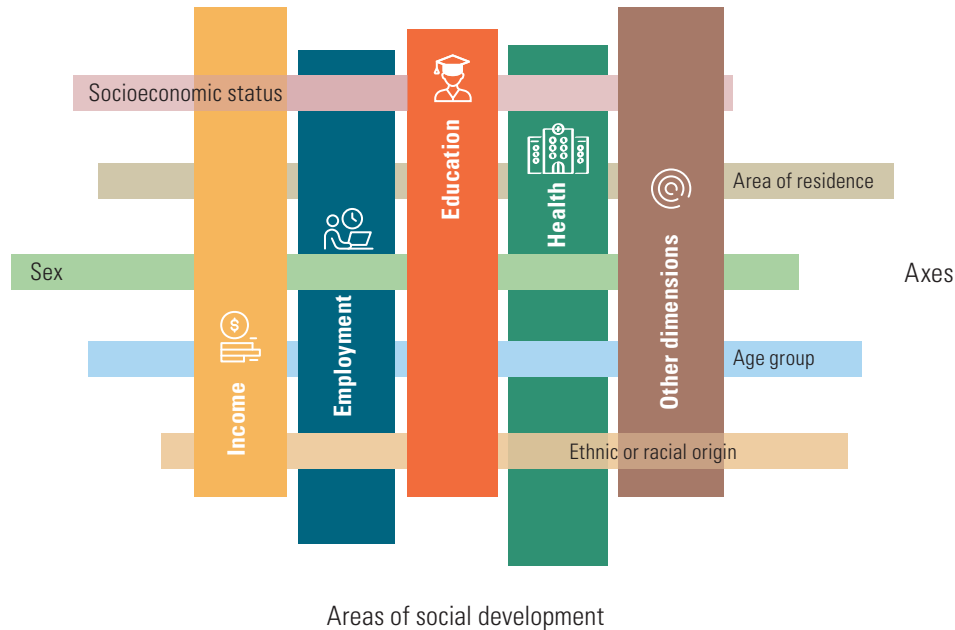 Socioeconomic status
Education
Area of residence
Health
Sex
Axes
Other dimensions
Employment
$
Age group
Income
Ethnic or racial origin
Areas of social development